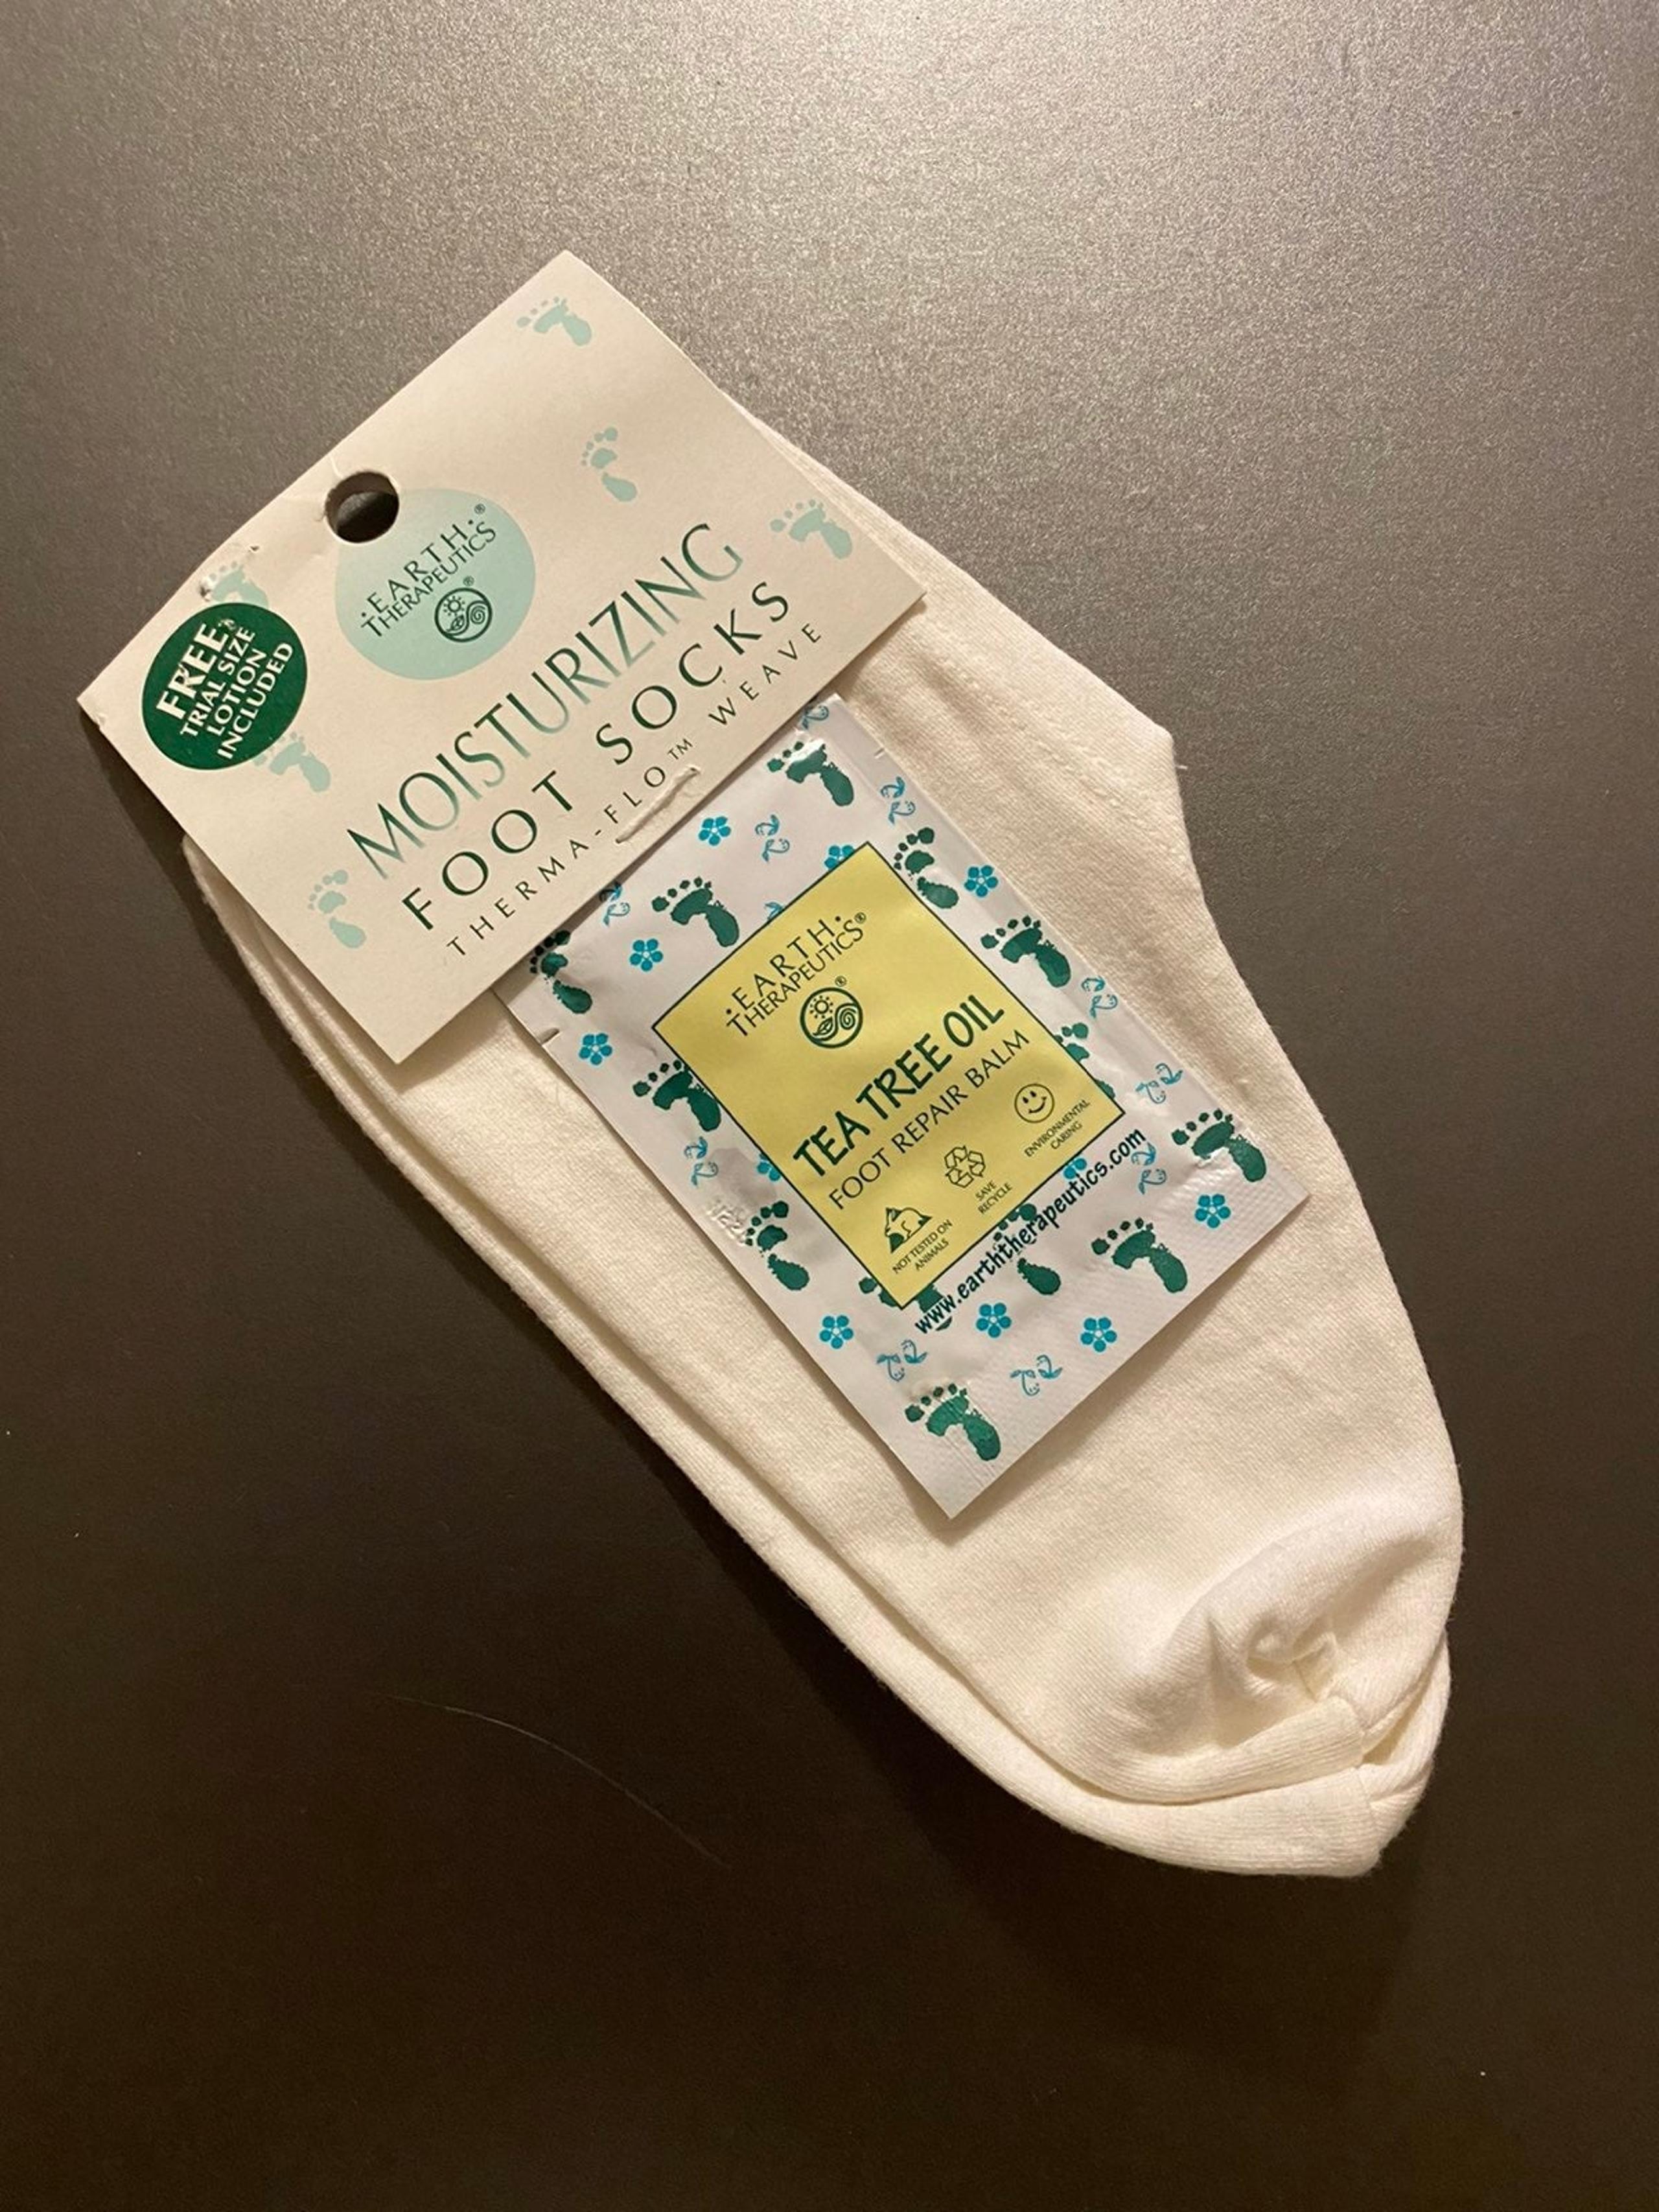 FREE
TRIAL SIZE
LOTION
INCLUDED
•EARTH•®
THERAPEUTICS
®
MOISTURIZING
FOOT SOCKS
THERMA-FLO™ WEAVE
•EARTH•
THERAPEUTICS®
®
TEA TREE OIL
FOOT REPAIR BALM
NOT TESTED ON
ANIMALS
SAVE
RECYCLE
ENVIRONMENTAL
CARING
www.earththerapeutics.com